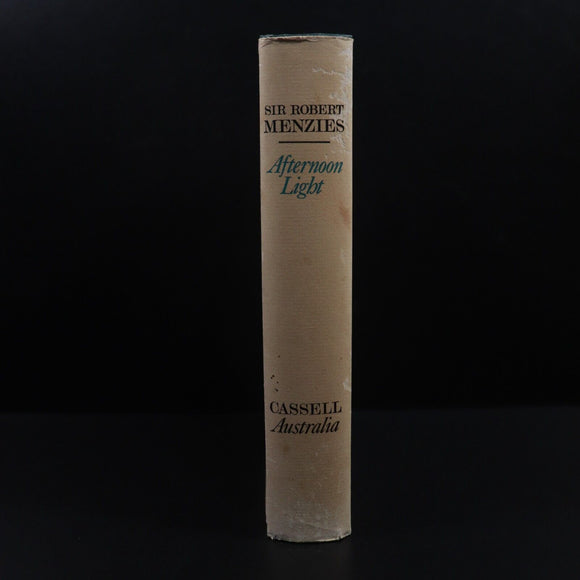 SIR ROBERT
MENZIES
Afternoon
Light
CASSELL
Australia